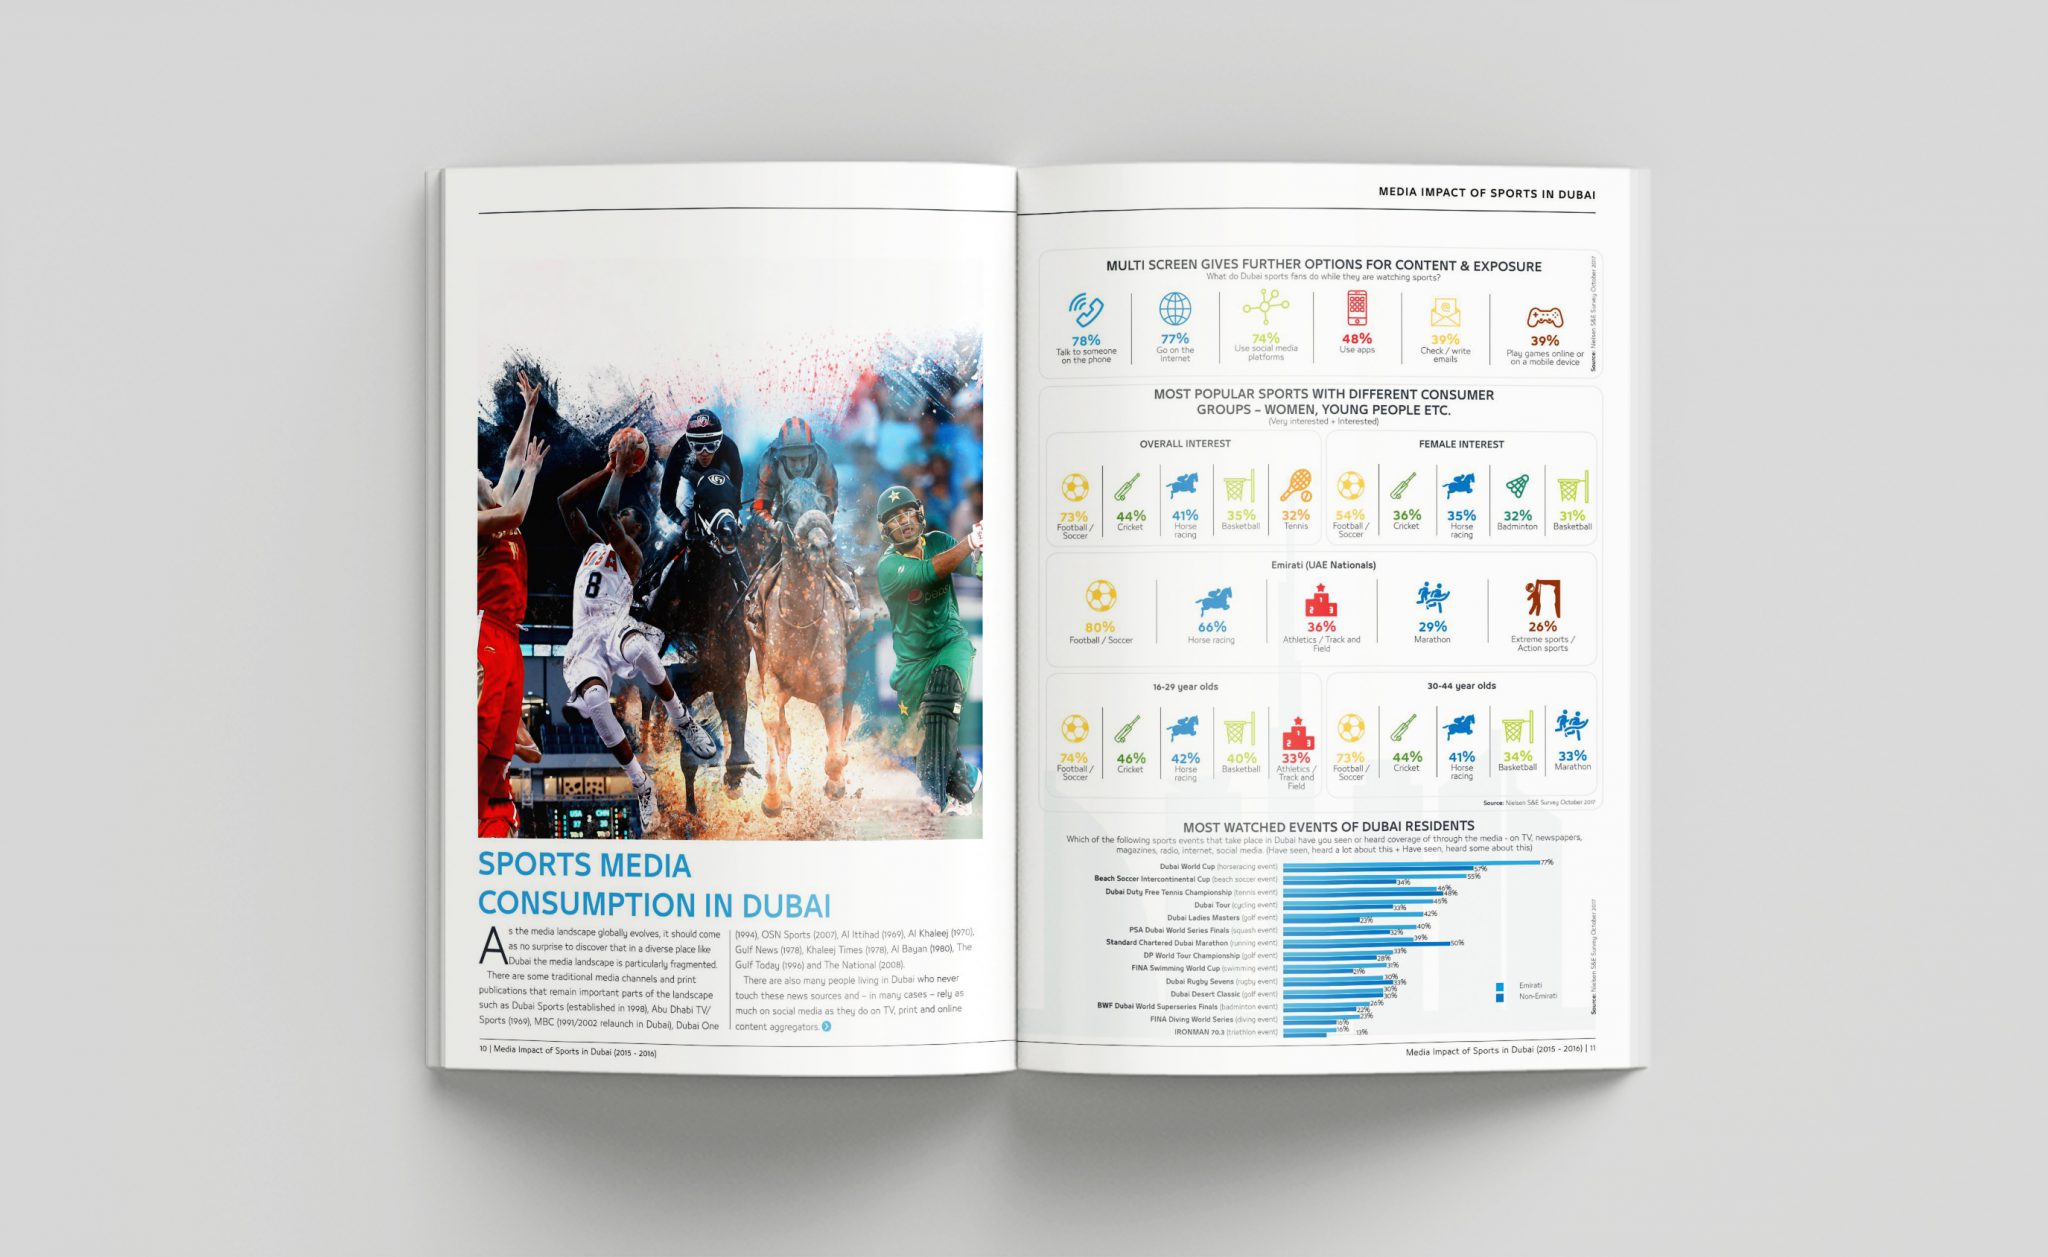 SPORTS MEDIA
CONSUMPTION IN DUBAI
As the media landscape globally evolves, it should come
as no surprise to discover that in a diverse place like
Dubai the media landscape is particularly fragmented.
There are some traditional media channels and print
publications that remain important parts of the landscape
such as Dubai Sports (established in 1998), Abu Dhabi TV/
Sports (1969), MBC (1991/2002 relaunch in Dubai), Dubai One
(1994), OSN Sports (2007), Al Ittihad (1969), Al Khaleej (1970),
Gulf News (1978), Khaleej Times (1978), Al Bayan (1980), The
Gulf Today (1996) and The National (2008).
There are also many people living in Dubai who never
touch these news sources and – in many cases – rely as
much on social media as they do on TV, print and online
content aggregators.
10 | Media Impact of Sports in Dubai (2015 - 2016)
USA
8
pepsi
USA CHN
MEDIA IMPACT OF SPORTS IN DUBAI
MULTI SCREEN GIVES FURTHER OPTIONS FOR CONTENT & EXPOSURE
What do Dubai sports fans do while they are watching sports?
78%
Talk to someone
on the phone
77%
Go on the
internet
74%
Use social media
platforms
48%
Use apps
39%
Check / write
emails
39%
Play games online or
on a mobile device
Source: Nielsen S&E Survey October 2017
MOST POPULAR SPORTS WITH DIFFERENT CONSUMER
GROUPS – WOMEN, YOUNG PEOPLE ETC.
(Very interested + Interested)
OVERALL INTEREST
73%
Football /
Soccer
44%
Cricket
41%
Horse
racing
35%
Basketball
32%
Tennis
FEMALE INTEREST
54%
Football /
Soccer
36%
Cricket
35%
Horse
racing
32%
Badminton
31%
Basketball
Emirati (UAE Nationals)
80%
Football / Soccer
66%
Horse racing
1
2 3
36%
Athletics / Track and
Field
29%
Marathon
26%
Extreme sports /
Action sports
16-29 year olds
74%
Football /
Soccer
46%
Cricket
42%
Horse
racing
40%
Basketball
1
2 3
33%
Athletics /
Track and
Field
30-44 year olds
73%
Football /
Soccer
44%
Cricket
41%
Horse
racing
34%
Basketball
33%
Marathon
Source: Nielsen S&E Survey October 2017
MOST WATCHED EVENTS OF DUBAI RESIDENTS
Which of the following sports events that take place in Dubai have you seen or heard coverage of through the media - on TV, newspapers,
magazines, radio, internet, social media. (Have seen, heard a lot about this + Have seen, heard some about this)
Dubai World Cup (horseracing event) 77% 57%
Beach Soccer Intercontinental Cup (beach soccer event) 55% 34%
Dubai Duty Free Tennis Championship (tennis event) 46% 48%
Dubai Tour (cycling event) 45% 33%
Dubai Ladies Masters (golf event) 42% 23%
PSA Dubai World Series Finals (squash event) 40% 32%
Standard Chartered Dubai Marathon (running event) 39% 50%
DP World Tour Championship (golf event) 33% 28%
FINA Swimming World Cup (swimming event) 31% 21%
Dubai Rugby Sevens (rugby event) 30% 33%
Dubai Desert Classic (golf event) 30% 30%
BWF Dubai World Superseries Finals (badminton event) 26% 22%
FINA Diving World Series (diving event) 23% 16%
IRONMAN 70.3 (triathlon event) 16% 13%
Emirati
Non-Emirati
Source: Nielsen S&E Survey October 2017
Media Impact of Sports in Dubai (2015 - 2016) | 11